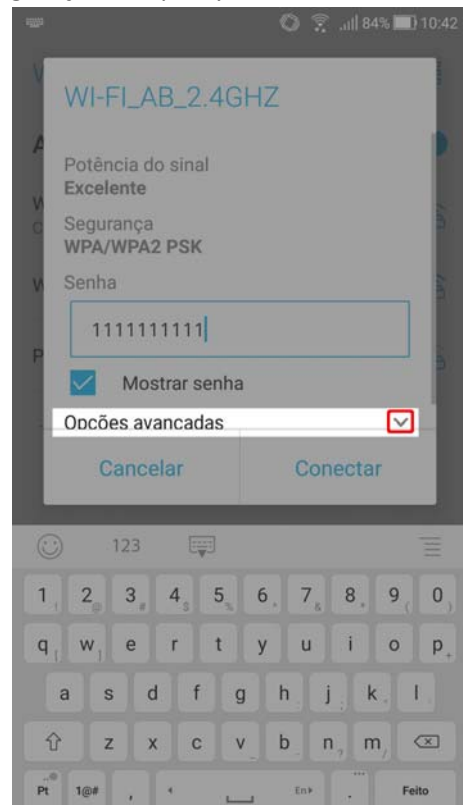 84% 10:42
WI-FI_AB_2.4GHZ
Potência do sinal
Excelente
Segurança
WPA/WPA2 PSK
Senha
1111111111
Mostrar senha
Opções avançadas
Cancelar Conectar
123
1 ! 2 @ 3 # 4 $ 5 % 6 7 & 8 * 9 ( 0 )
q [ w ] e r t y u i o p +
a s d f g h j ; k l
z x c v b n ? m /
Pt 1@# , En . Feito